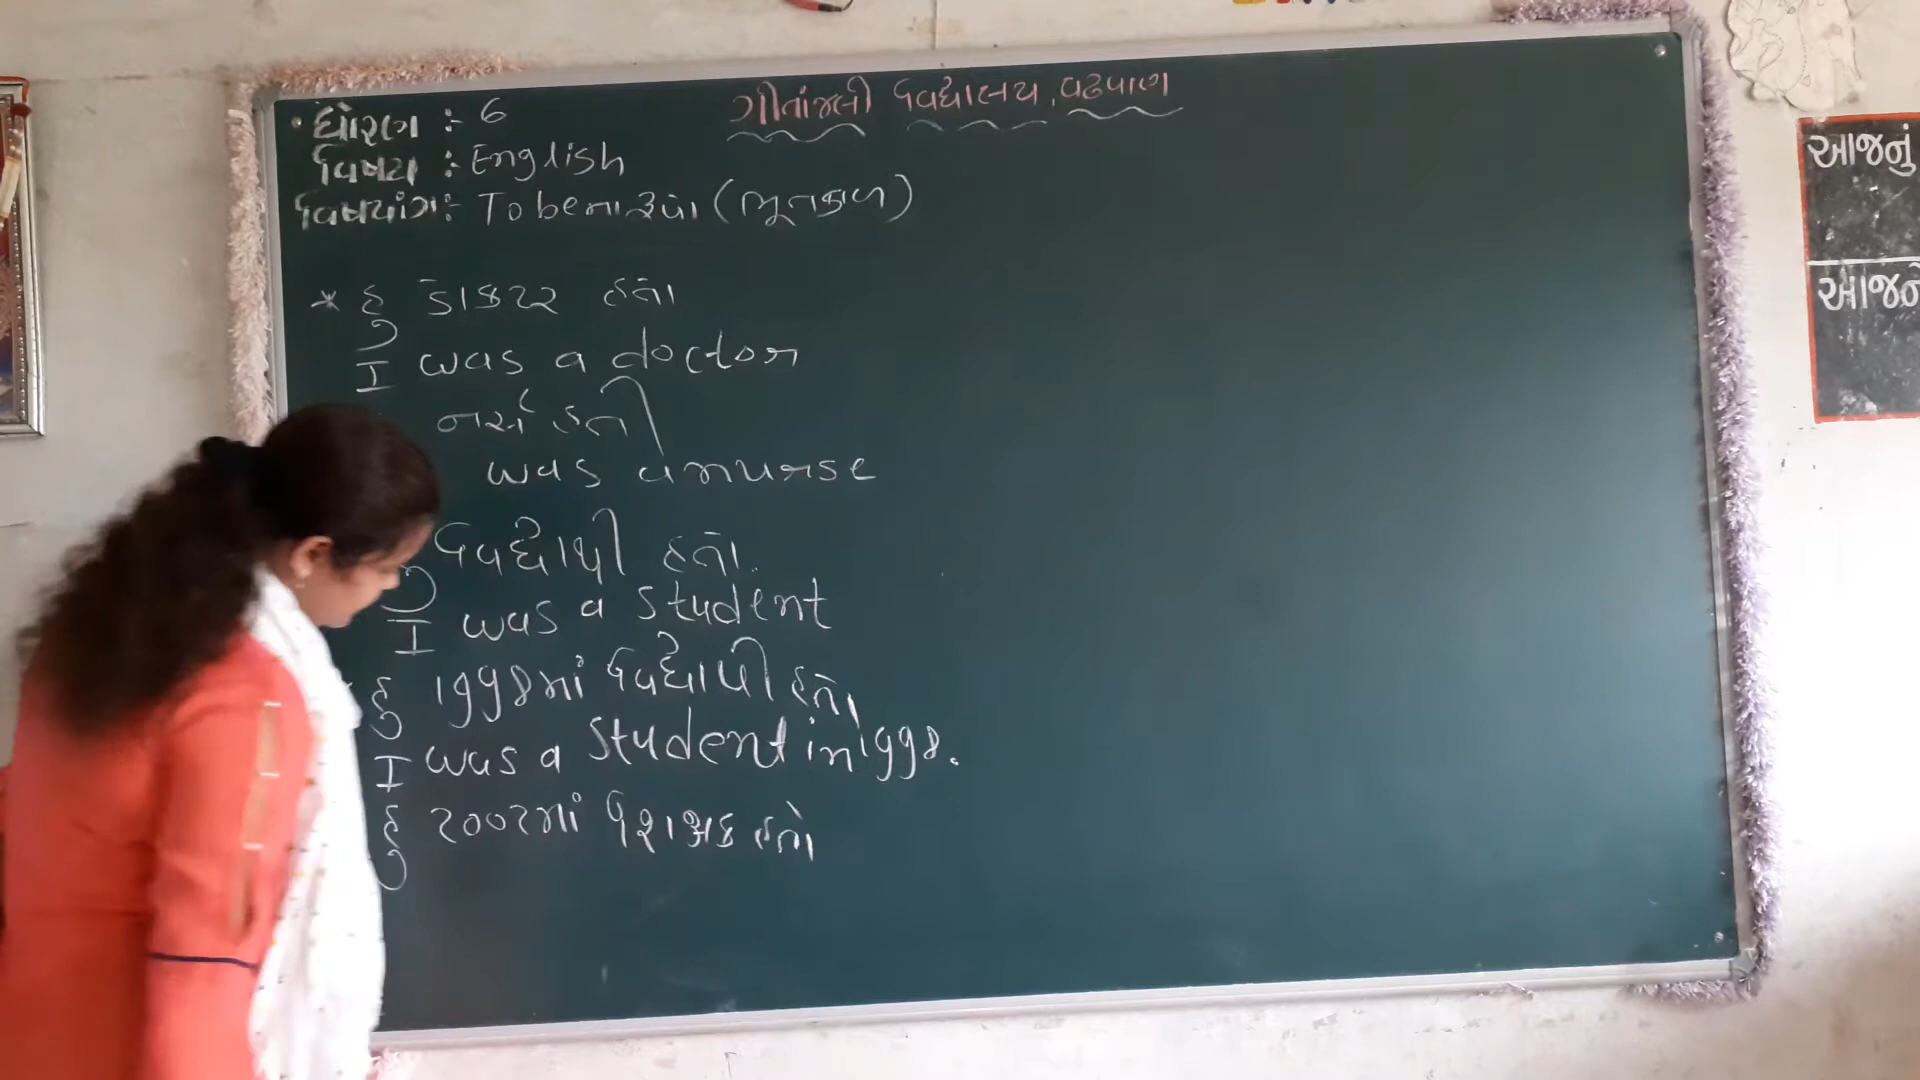 ગીતાંજલી વિદ્યાલય, વઢવાણ
ધોરણ :- 6
વિષય :- English
વિષયાંગ :- To be ના રૂપો (ભૂતકાળ)
* હું ડોક્ટર હતો
I was a doctor
નર્સ હતી
was a nurse
વિદ્યાર્થી હતો.
I was a student
હું 1998માં વિદ્યાર્થી હતો
I was a student in 1998.
હું 2002માં શિક્ષક હતો
આજનું
આજનો